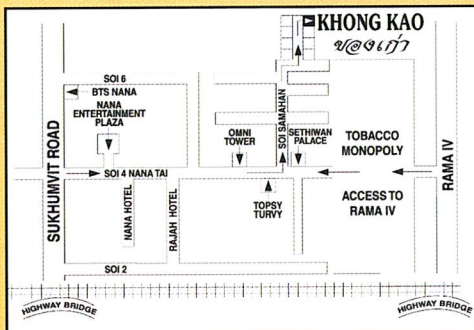 KHONG KAO
ของเก่า
SOI 6
BTS NANA
NANA
ENTERTAINMENT
PLAZA
OMNI
TOWER
SOI SAMAHAN
SETHIWAN
PALACE
TOBACCO
MONOPOLY
SUKHUMVIT ROAD
SOI 4 NANA TAI
NANA HOTEL
RAJAH HOTEL
TOPSY
TURVY
ACCESS TO
RAMA IV
RAMA IV
SOI 2
HIGHWAY BRIDGE
HIGHWAY BRIDGE